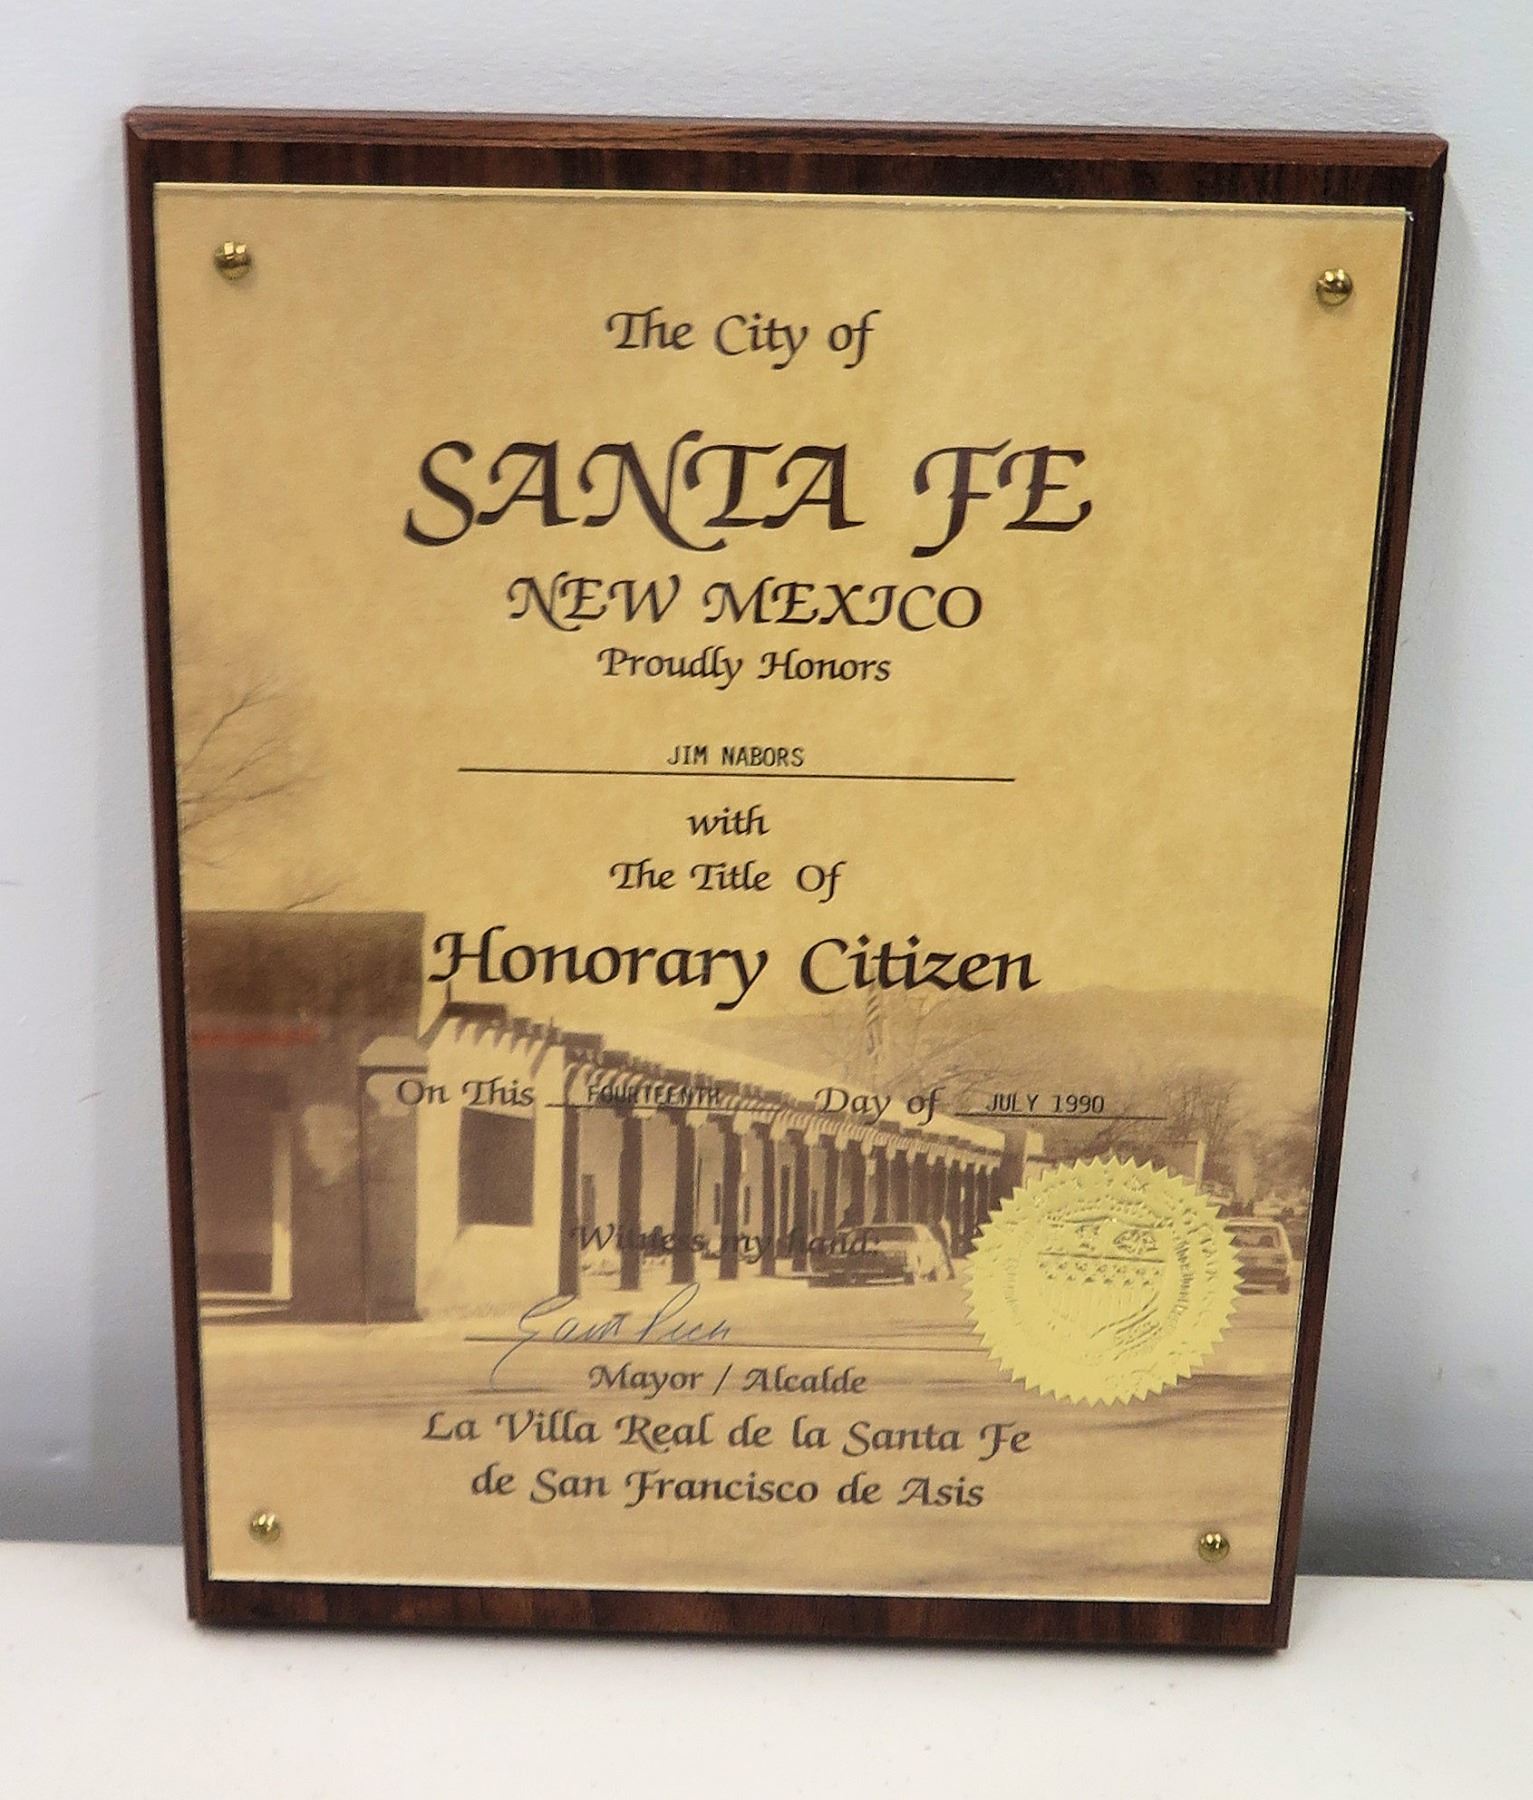 The City of
SANTA FE
NEW MEXICO
Proudly Honors
JIM NABORS
with
The Title Of
Honorary Citizen
On This FOURTEENTH Day of JULY 1990
Witness my hand:
Mayor / Alcalde
La Villa Real de la Santa Fe
de San Francisco de Asis